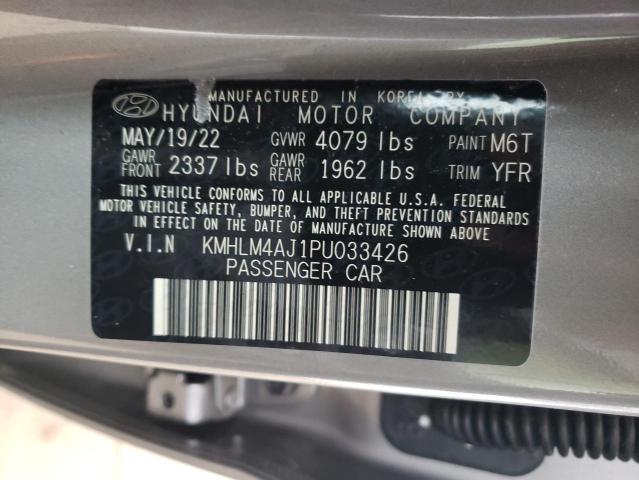 MANUFACTURED IN KOREA BY
HYUNDAI MOTOR COMPANY
MAY/19/22 GVWR 4079 lbs PAINT M6T
GAWR FRONT 2337 lbs GAWR REAR 1962 lbs TRIM YFR
THIS VEHICLE CONFORMS TO ALL APPLICABLE U.S.A. FEDERAL
MOTOR VEHICLE SAFETY, BUMPER, AND THEFT PREVENTION STANDARDS
IN EFFECT ON THE DATE OF MANUFACTURE SHOWN ABOVE.
V.I.N KMHLM4AJ1PU033426
PASSENGER CAR